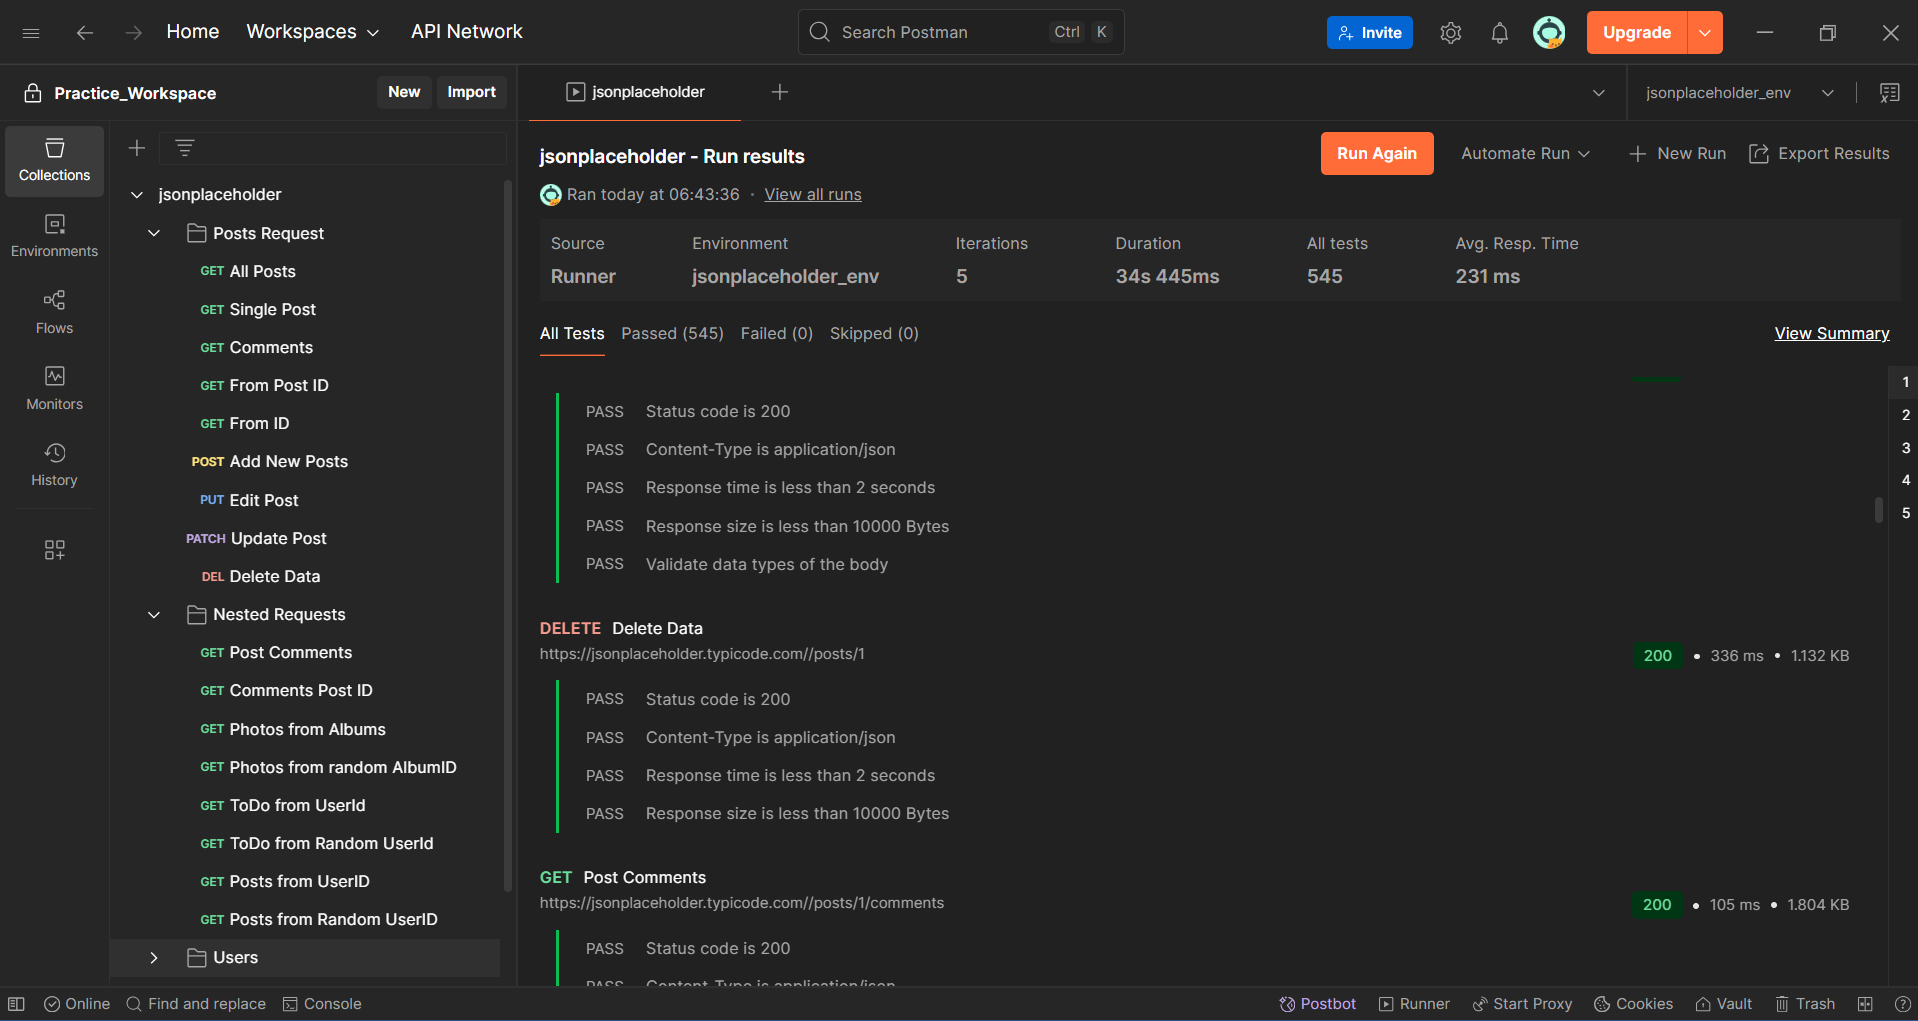 Home Workspaces API Network Search Postman Ctrl K Invite Upgrade
Practice_Workspace New Import
jsonplaceholder
jsonplaceholder_env
Collections
Environments
Flows
Monitors
History
jsonplaceholder
Posts Request
GET All Posts
GET Single Post
GET Comments
GET From Post ID
GET From ID
POST Add New Posts
PUT Edit Post
PATCH Update Post
DEL Delete Data
Nested Requests
GET Post Comments
GET Comments Post ID
GET Photos from Albums
GET Photos from random AlbumID
GET ToDo from UserId
GET ToDo from Random UserId
GET Posts from UserID
GET Posts from Random UserID
Users
jsonplaceholder - Run results
Run Again Automate Run New Run Export Results
Ran today at 06:43:36 · View all runs
Source Environment Iterations Duration All tests Avg. Resp. Time
Runner jsonplaceholder_env 5 34s 445ms 545 231 ms
All Tests Passed (545) Failed (0) Skipped (0) View Summary
1
2
3
4
5
PASS Status code is 200
PASS Content-Type is application/json
PASS Response time is less than 2 seconds
PASS Response size is less than 10000 Bytes
PASS Validate data types of the body
DELETE Delete Data
https://jsonplaceholder.typicode.com//posts/1
200 • 336 ms • 1.132 KB
PASS Status code is 200
PASS Content-Type is application/json
PASS Response time is less than 2 seconds
PASS Response size is less than 10000 Bytes
GET Post Comments
https://jsonplaceholder.typicode.com//posts/1/comments
200 • 105 ms • 1.804 KB
PASS Status code is 200
PASS Content-Type is application/json
Online Find and replace Console Postbot Runner Start Proxy Cookies Vault Trash